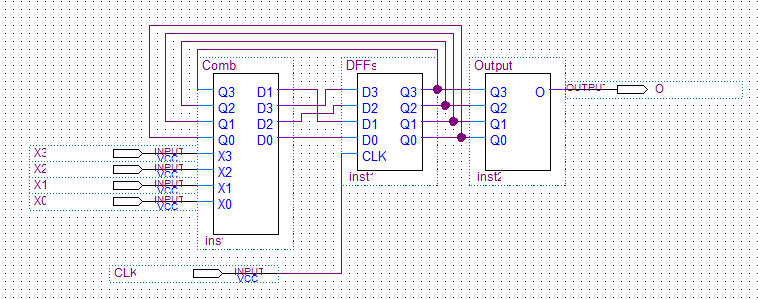 Comb DFFs Output
Q3 D1 D3 Q3 Q3 O OUTPUT O
Q2 D3 D2 Q2 Q2
Q1 D2 D1 Q1 Q1
Q0 D0 D0 Q0 Q0
X3 INPUT VCC X3 CLK
X2 INPUT VCC X2 inst1 inst2
X1 INPUT VCC X1
X0 INPUT VCC X0
ins
CLK INPUT VCC